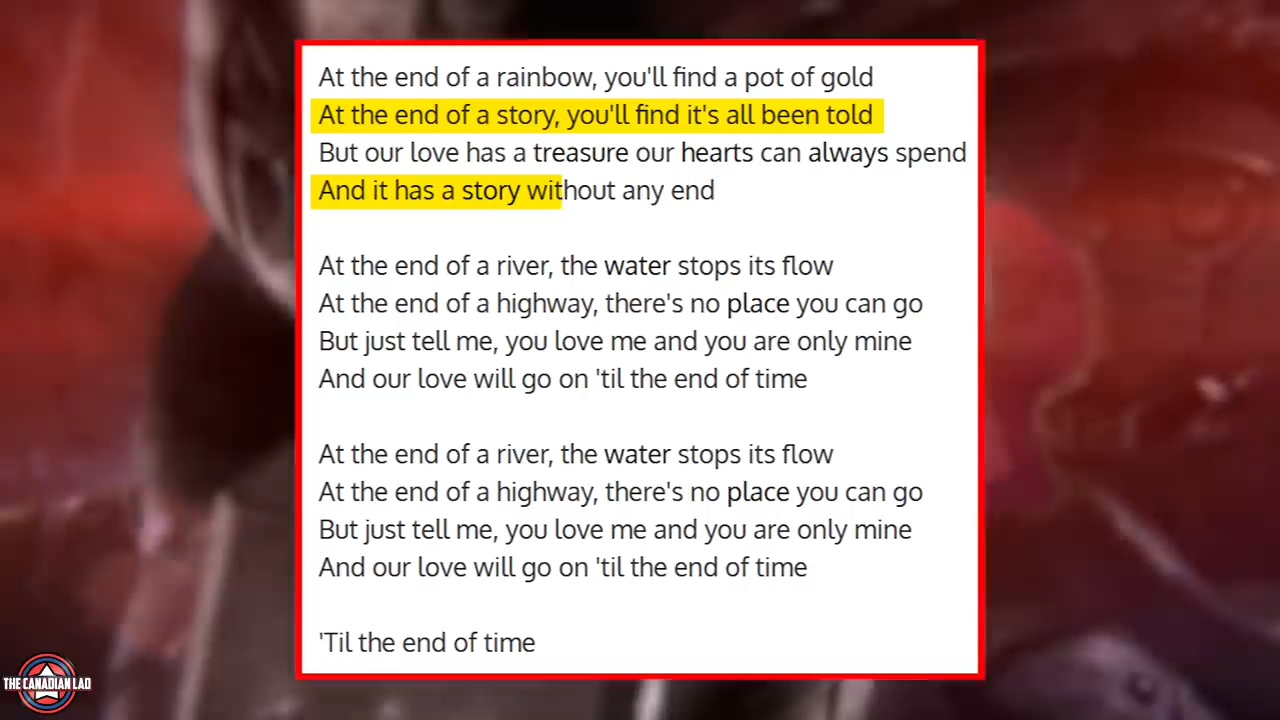 At the end of a rainbow, you'll find a pot of gold
At the end of a story, you'll find it's all been told
But our love has a treasure our hearts can always spend
And it has a story without any end
At the end of a river, the water stops its flow
At the end of a highway, there's no place you can go
But just tell me, you love me and you are only mine
And our love will go on 'til the end of time
At the end of a river, the water stops its flow
At the end of a highway, there's no place you can go
But just tell me, you love me and you are only mine
And our love will go on 'til the end of time
'Til the end of time
THE CANADIAN LAD